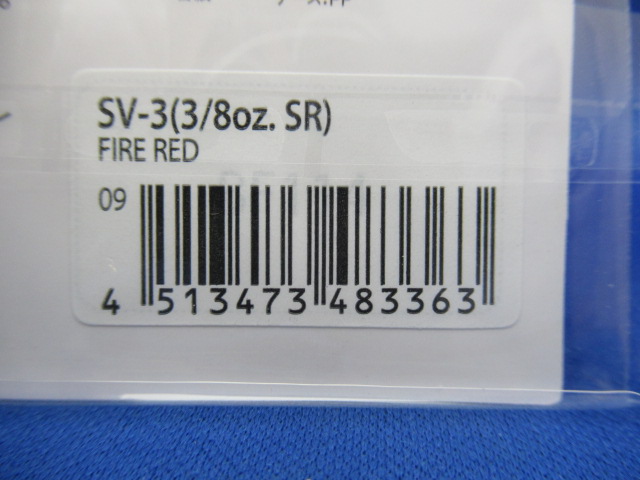 SV-3(3/8oz. SR)
FIRE RED
09
4 513473 483363